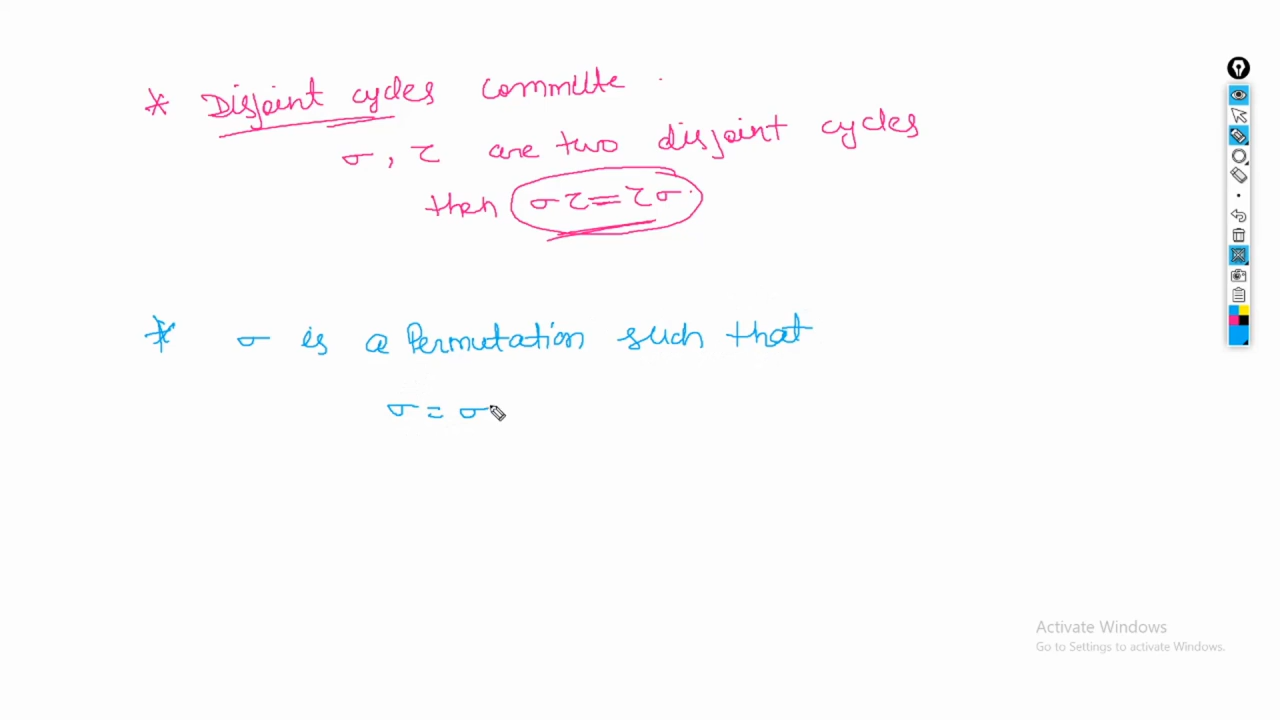 * Disjoint cycles commute.
σ, τ are two disjoint cycles
then στ = τσ.
* σ is a Permutation such that
σ = σ
Activate Windows
Go to Settings to activate Windows.